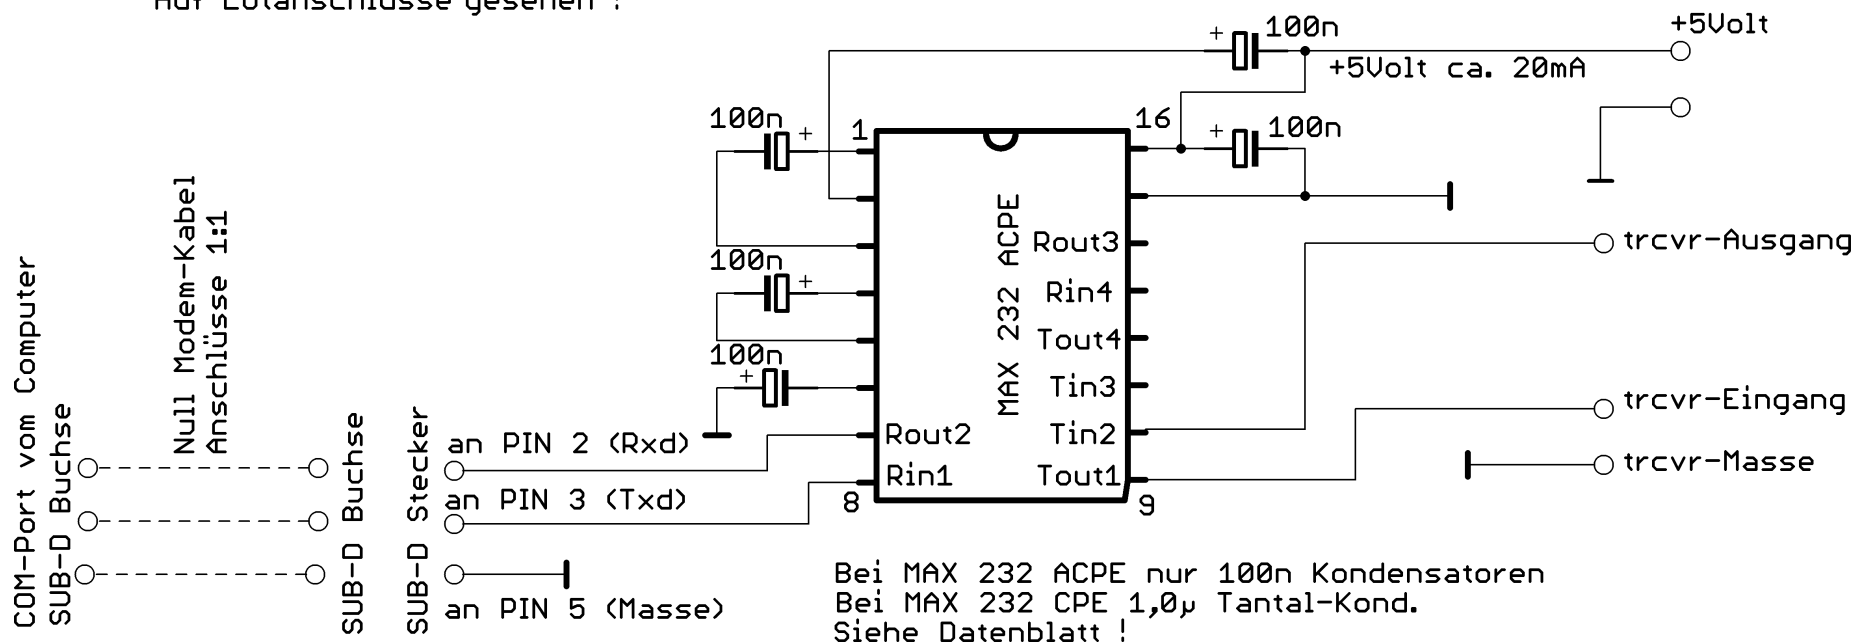 Auf Lötanschlüsse gesehen !
100n
+
+5Volt
+5Volt ca. 20mA
100n
+
1
16
+
100n
MAX 232 ACPE
Rout3
Rin4
Tout4
Tin3
Tin2
Tout1
9
100n
+
100n
+
Rout2
Rin1
8
trcvr-Ausgang
trcvr-Eingang
trcvr-Masse
COM-Port vom Computer
SUB-D Buchse
Null Modem-Kabel
Anschlüsse 1:1
SUB-D Buchse
SUB-D Stecker
an PIN 2 (Rxd)
an PIN 3 (Txd)
an PIN 5 (Masse)
Bei MAX 232 ACPE nur 100n Kondensatoren
Bei MAX 232 CPE 1,0µ Tantal-Kond.
Siehe Datenblatt !